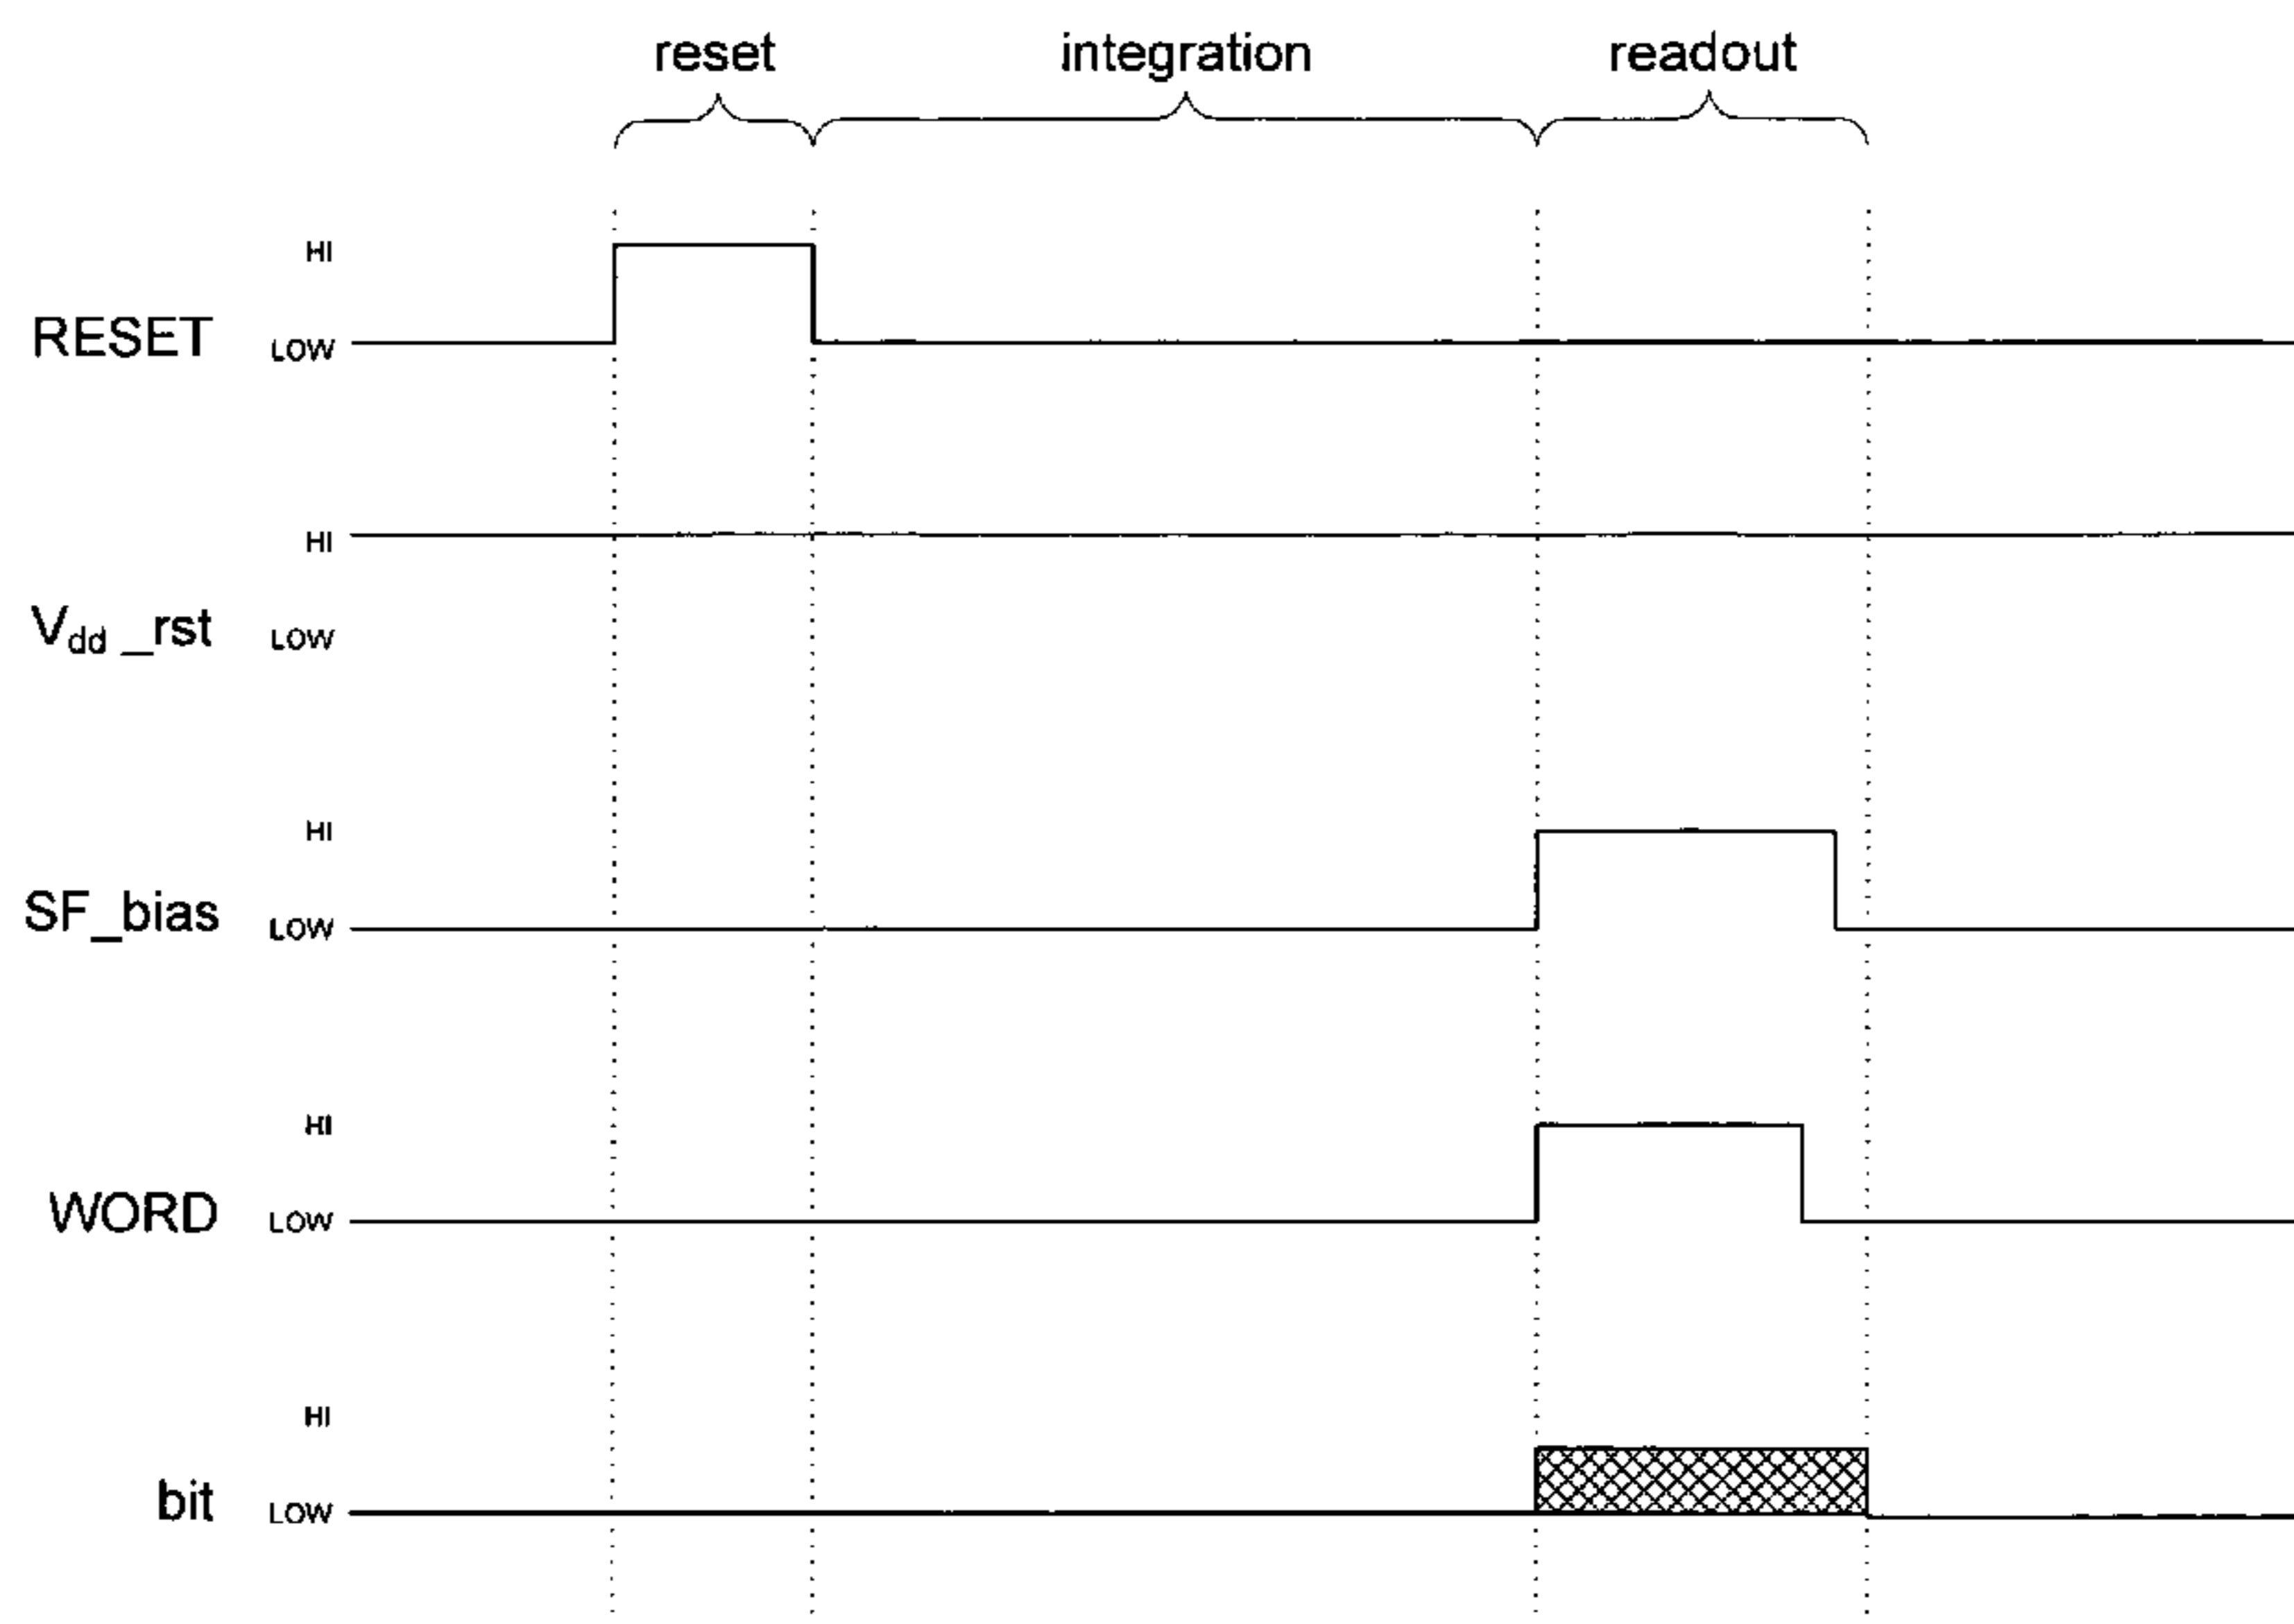 reset integration readout
HI
RESET LOW
HI
Vdd _rst LOW
HI
SF_bias LOW
HI
WORD LOW
HI
bit LOW